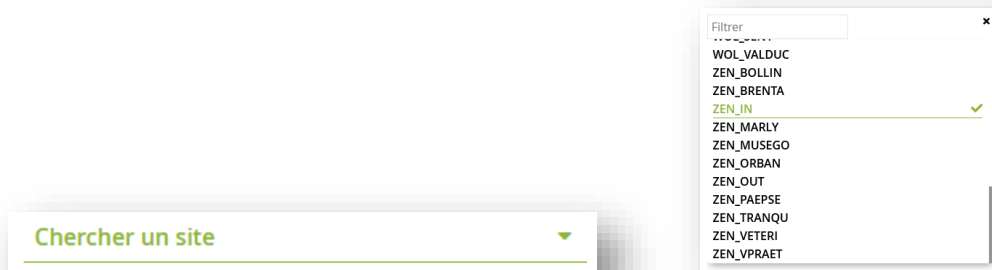 Filtrer
WOL_VALDUC
ZEN_BOLLIN
ZEN_BRENTA
ZEN_IN
ZEN_MARLY
ZEN_MUSEGO
ZEN_ORBAN
ZEN_OUT
ZEN_PAEPSE
ZEN_TRANQU
ZEN_VETERI
ZEN_VPRAET
Chercher un site